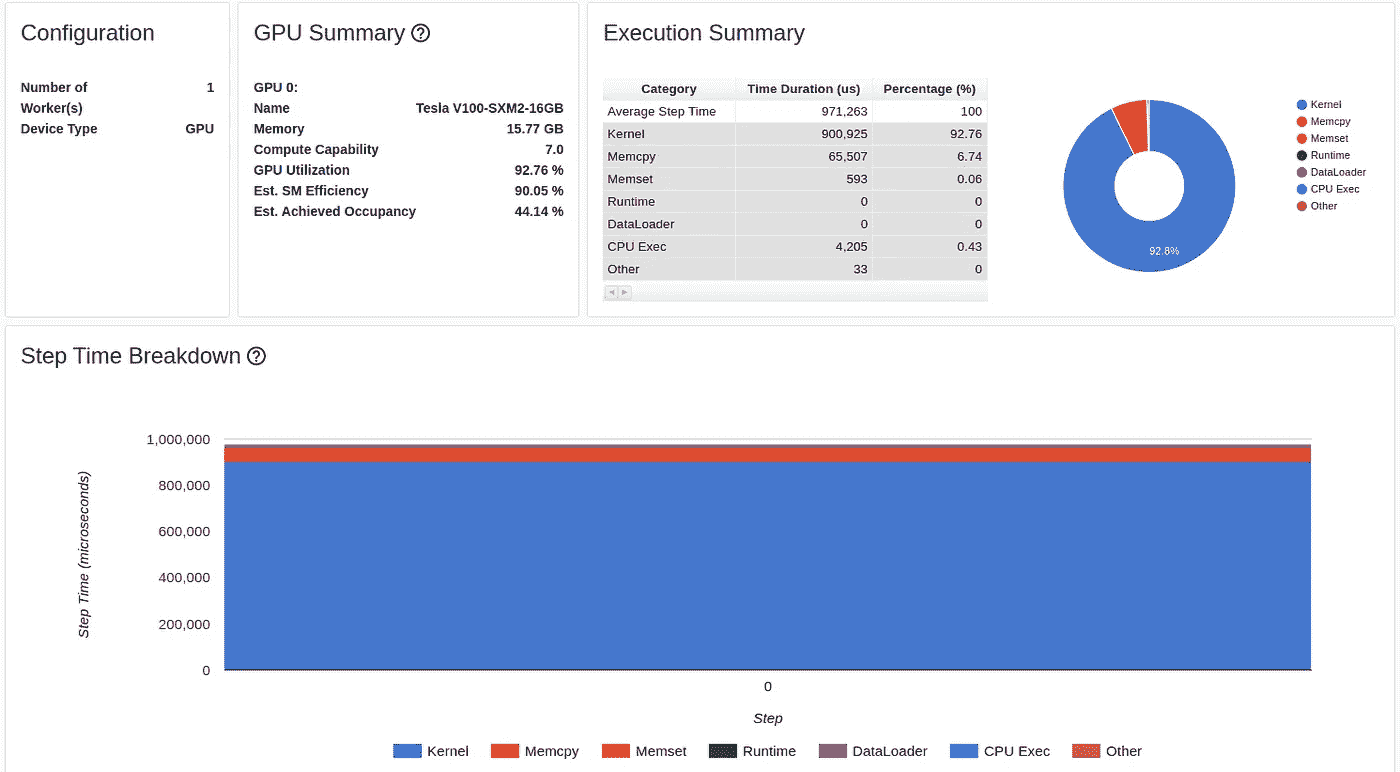 Configuration
Number of Worker(s) 1
Device Type GPU
GPU Summary ?
GPU 0:
Name Tesla V100-SXM2-16GB
Memory 15.77 GB
Compute Capability 7.0
GPU Utilization 92.76 %
Est. SM Efficiency 90.05 %
Est. Achieved Occupancy 44.14 %
Execution Summary
Category Time Duration (us) Percentage (%)
Average Step Time 971,263 100
Kernel 900,925 92.76
Memcpy 65,507 6.74
Memset 593 0.06
Runtime 0 0
DataLoader 0 0
CPU Exec 4,205 0.43
Other 33 0
92.8%
Kernel
Memcpy
Memset
Runtime
DataLoader
CPU Exec
Other
Step Time Breakdown ?
Step Time (microseconds)
1,000,000
800,000
600,000
400,000
200,000
0
0
Step
Kernel Memcpy Memset Runtime DataLoader CPU Exec Other